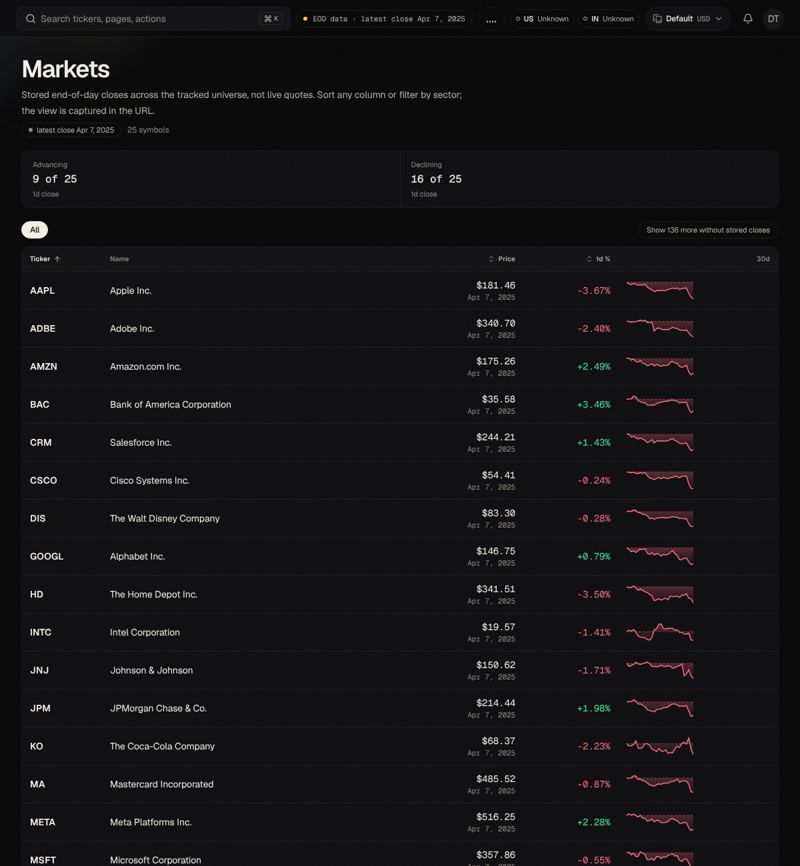 Search tickers, pages, actions ⌘ K EOD data · latest close Apr 7, 2025 .... US Unknown IN Unknown Default USD DT
Markets
Stored end-of-day closes across the tracked universe, not live quotes. Sort any column or filter by sector;
the view is captured in the URL.
latest close Apr 7, 2025 25 symbols
Advancing Declining
9 of 25 16 of 25
1d close 1d close
All Show 136 more without stored closes
Ticker ↑ Name Price 1d % 30d
AAPL Apple Inc. $181.46 -3.67%
Apr 7, 2025
ADBE Adobe Inc. $340.70 -2.40%
Apr 7, 2025
AMZN Amazon.com Inc. $175.26 +2.49%
Apr 7, 2025
BAC Bank of America Corporation $35.58 +3.46%
Apr 7, 2025
CRM Salesforce Inc. $244.21 +1.43%
Apr 7, 2025
CSCO Cisco Systems Inc. $54.41 -0.24%
Apr 7, 2025
DIS The Walt Disney Company $83.30 -0.28%
Apr 7, 2025
GOOGL Alphabet Inc. $146.75 +0.79%
Apr 7, 2025
HD The Home Depot Inc. $341.51 -3.50%
Apr 7, 2025
INTC Intel Corporation $19.57 -1.41%
Apr 7, 2025
JNJ Johnson & Johnson $150.62 -1.71%
Apr 7, 2025
JPM JPMorgan Chase & Co. $214.44 +1.98%
Apr 7, 2025
KO The Coca-Cola Company $68.37 -2.23%
Apr 7, 2025
MA Mastercard Incorporated $485.52 -0.87%
Apr 7, 2025
META Meta Platforms Inc. $516.25 +2.28%
Apr 7, 2025
MSFT Microsoft Corporation $357.86 -0.55%